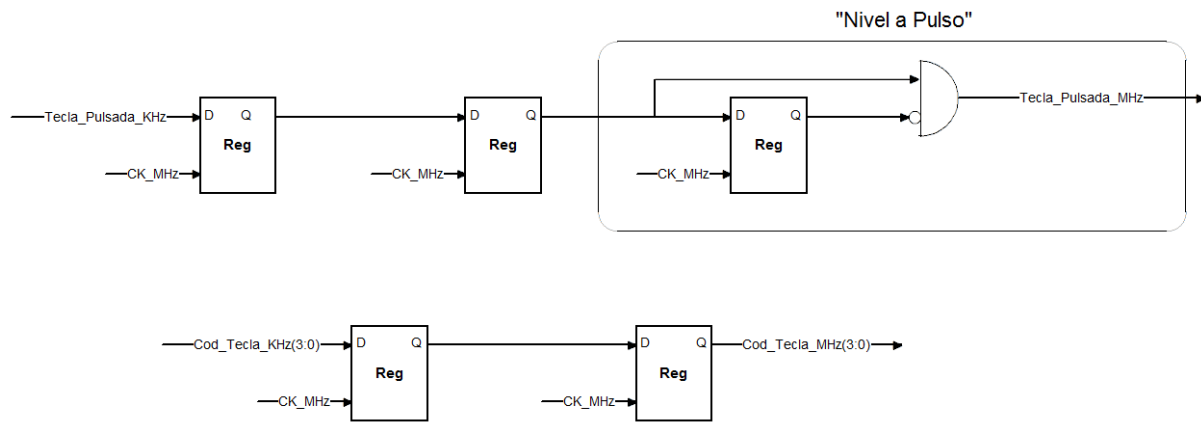 "Nivel a Pulso"
Tecla_Pulsada_KHz
D Q
Reg
CK_MHz
D Q
Reg
CK_MHz
D Q
Reg
CK_MHz
Tecla_Pulsada_MHz
Cod_Tecla_KHz(3:0)
D Q
Reg
CK_MHz
D Q
Reg
CK_MHz
Cod_Tecla_MHz(3:0)